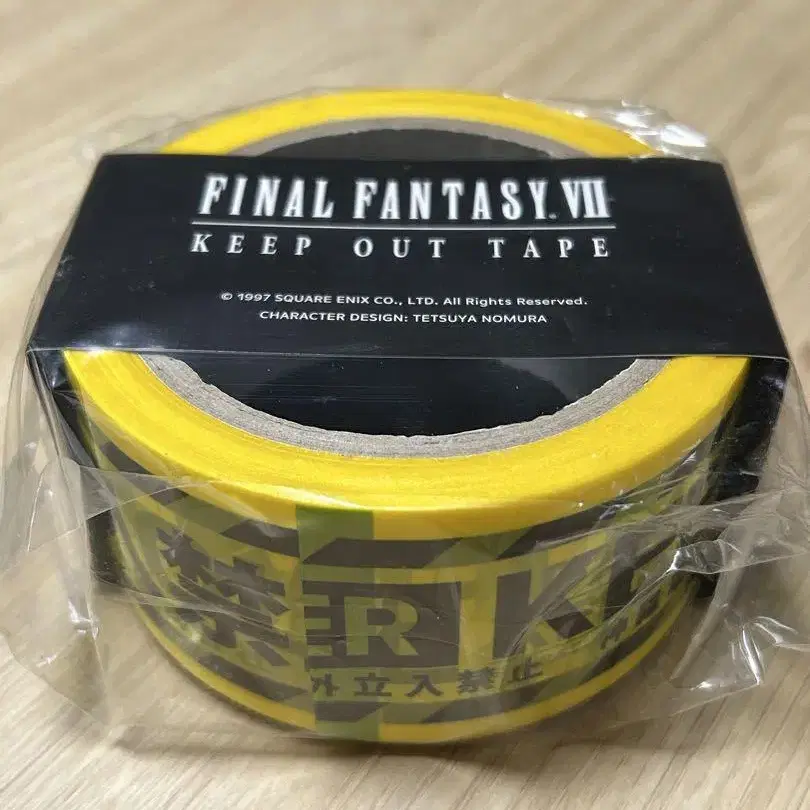 FINAL FANTASY. VII
KEEP OUT TAPE
© 1997 SQUARE ENIX CO., LTD. All Rights Reserved.
CHARACTER DESIGN: TETSUYA NOMURA
禁 ER K
外立入禁止